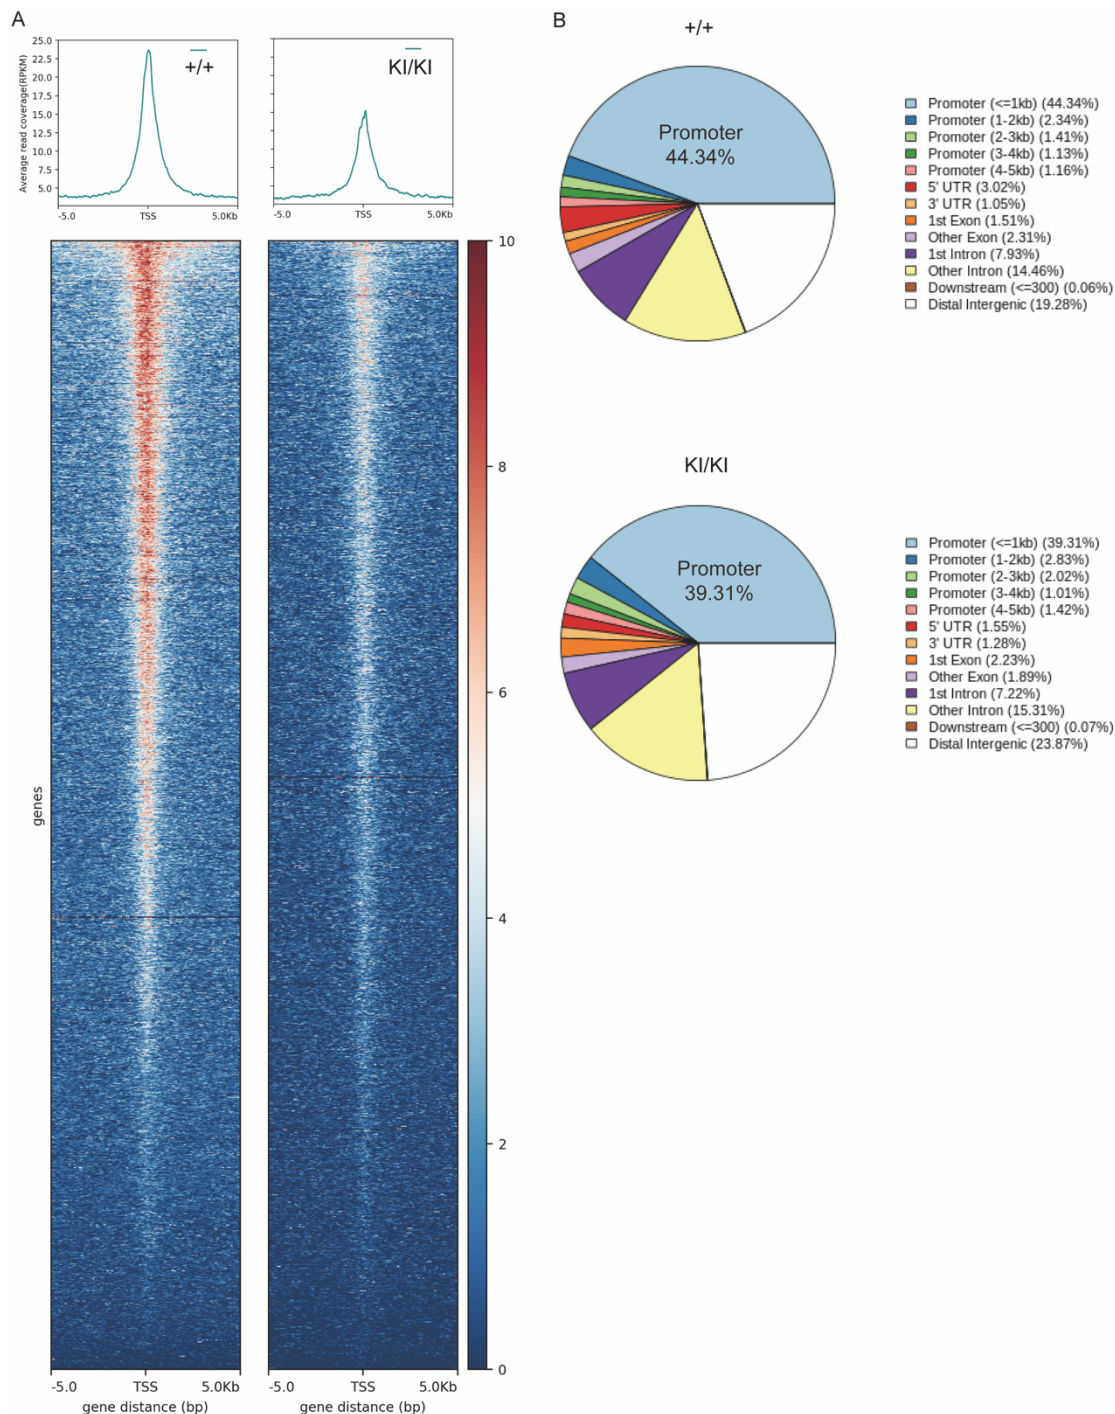 A
Average read coverage(RPKM)
25.0
22.5
20.0
17.5
15.0
12.5
10.0
7.5
5.0
+/+
-5.0
TSS
5.0Kb
KI/KI
-5.0
TSS
5.0Kb
genes
-5.0
TSS
5.0Kb
gene distance (bp)
-5.0
TSS
5.0Kb
gene distance (bp)
10
8
6
4
2
0
B
+/+
Promoter
44.34%
Promoter (<=1kb) (44.34%)
Promoter (1-2kb) (2.34%)
Promoter (2-3kb) (1.41%)
Promoter (3-4kb) (1.13%)
Promoter (4-5kb) (1.16%)
5' UTR (3.02%)
3' UTR (1.05%)
1st Exon (1.51%)
Other Exon (2.31%)
1st Intron (7.93%)
Other Intron (14.46%)
Downstream (<=300) (0.06%)
Distal Intergenic (19.28%)
KI/KI
Promoter
39.31%
Promoter (<=1kb) (39.31%)
Promoter (1-2kb) (2.83%)
Promoter (2-3kb) (2.02%)
Promoter (3-4kb) (1.01%)
Promoter (4-5kb) (1.42%)
5' UTR (1.55%)
3' UTR (1.28%)
1st Exon (2.23%)
Other Exon (1.89%)
1st Intron (7.22%)
Other Intron (15.31%)
Downstream (<=300) (0.07%)
Distal Intergenic (23.87%)